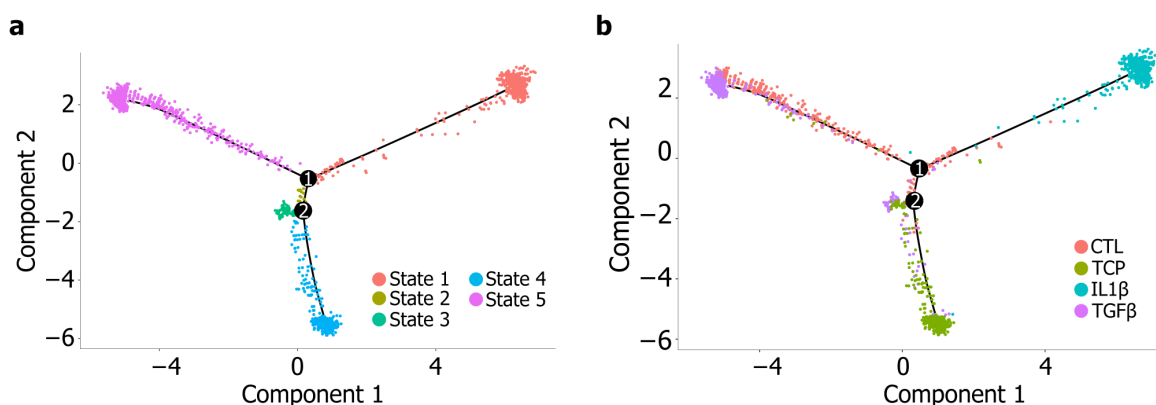 a
Component 2
2
0
−2
−4
−6
1
2
State 1
State 2
State 3
State 4
State 5
−4
0
4
Component 1
b
Component 2
2
0
−2
−4
−6
1
2
CTL
TCP
IL1β
TGFβ
−4
0
4
Component 1